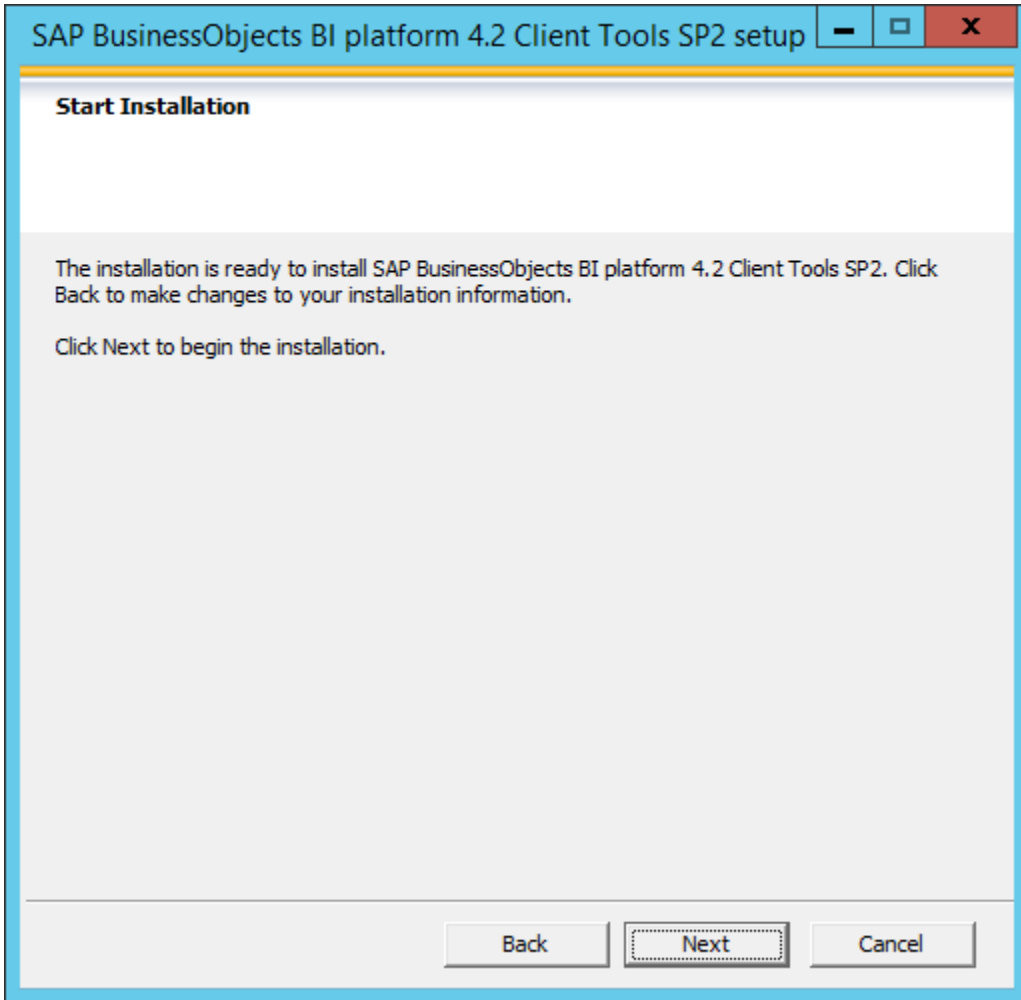 SAP BusinessObjects BI platform 4.2 Client Tools SP2 setup
Start Installation
The installation is ready to install SAP BusinessObjects BI platform 4.2 Client Tools SP2. Click
Back to make changes to your installation information.
Click Next to begin the installation.
Back Next Cancel